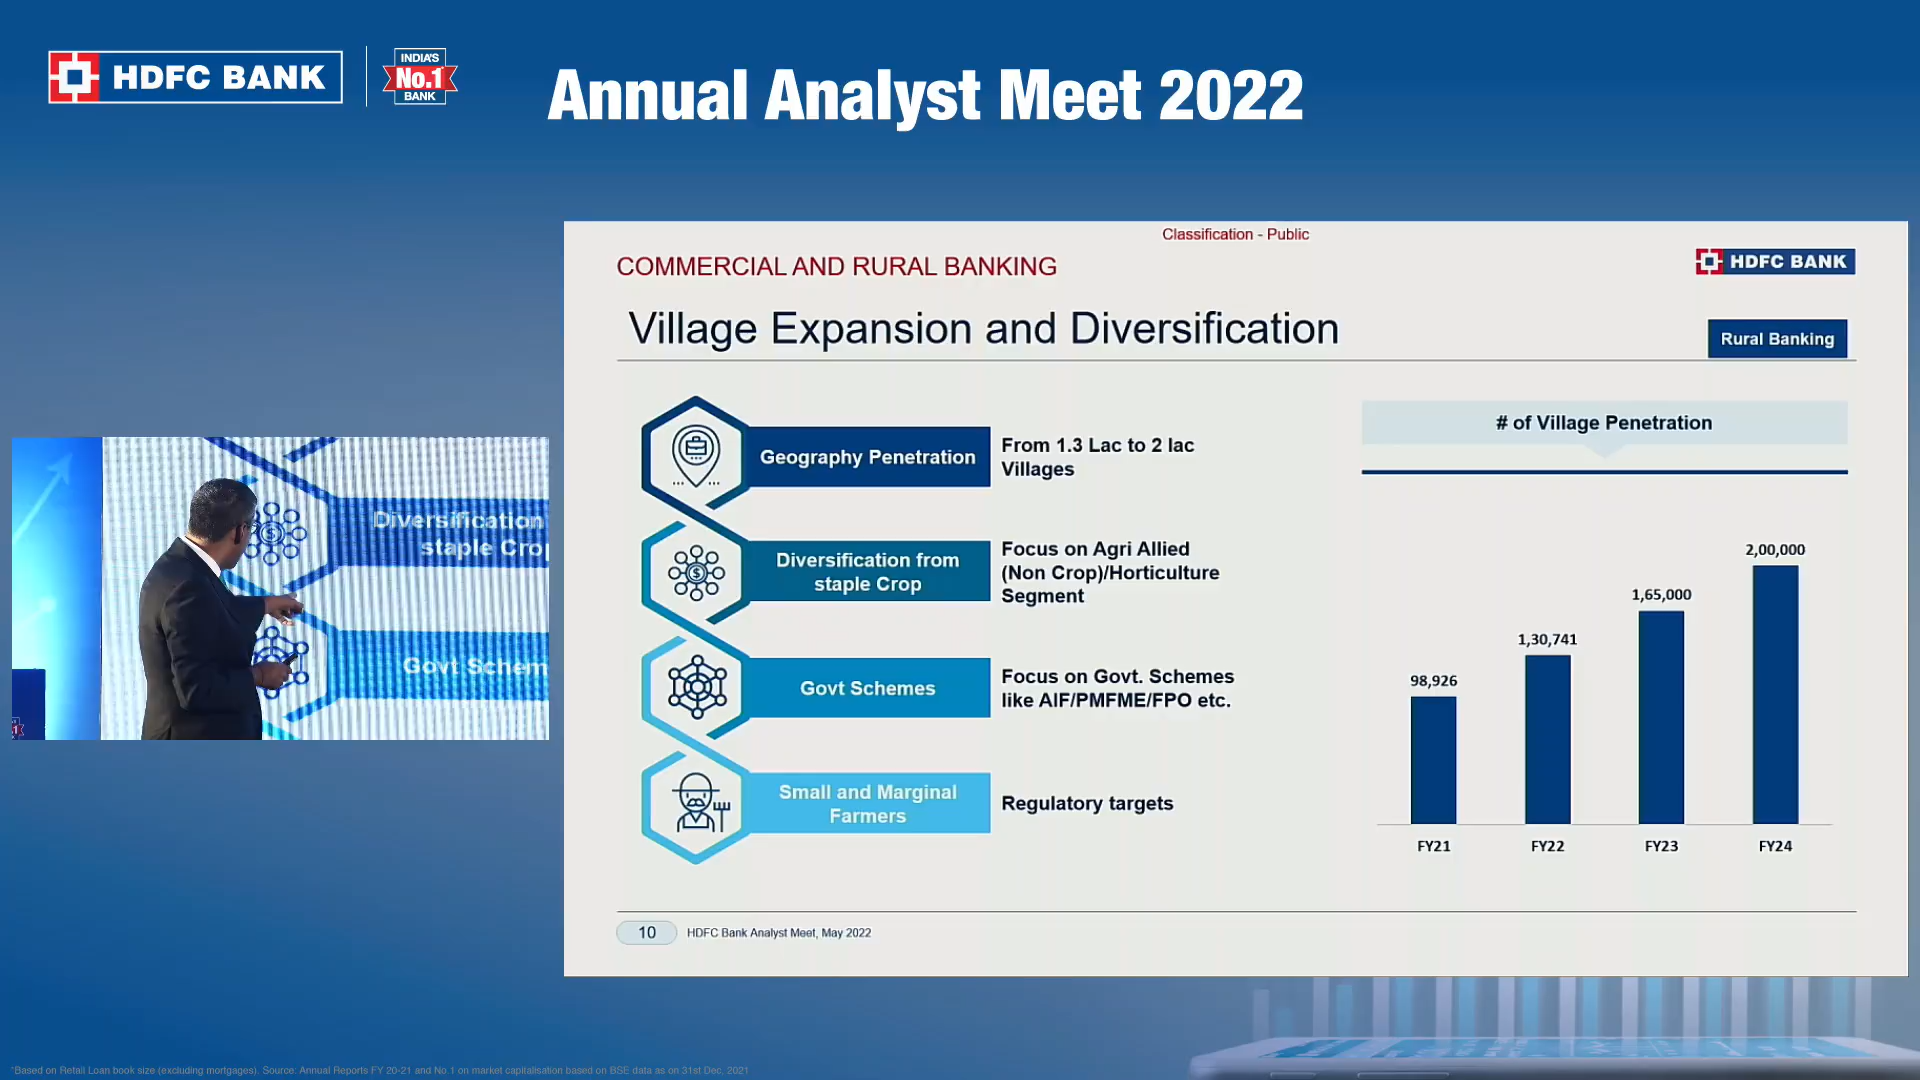 HDFC BANK
INDIA'S
No.1
BANK
Annual Analyst Meet 2022
Classification - Public
COMMERCIAL AND RURAL BANKING
HDFC BANK
Village Expansion and Diversification
Rural Banking
Geography Penetration
From 1.3 Lac to 2 lac
Villages
Diversification from
staple Crop
Focus on Agri Allied
(Non Crop)/Horticulture
Segment
Govt Schemes
Focus on Govt. Schemes
like AIF/PMFME/FPO etc.
Small and Marginal
Farmers
Regulatory targets
# of Village Penetration
98,926
1,30,741
1,65,000
2,00,000
FY21
FY22
FY23
FY24
10
HDFC Bank Analyst Meet, May 2022
Diversification
staple Crop
Govt Schem
*Based on Retail Loan book size (excluding mortgages). Source: Annual Reports FY 20-21 and No.1 on market capitalisation based on BSE data as on 31st Dec, 2021